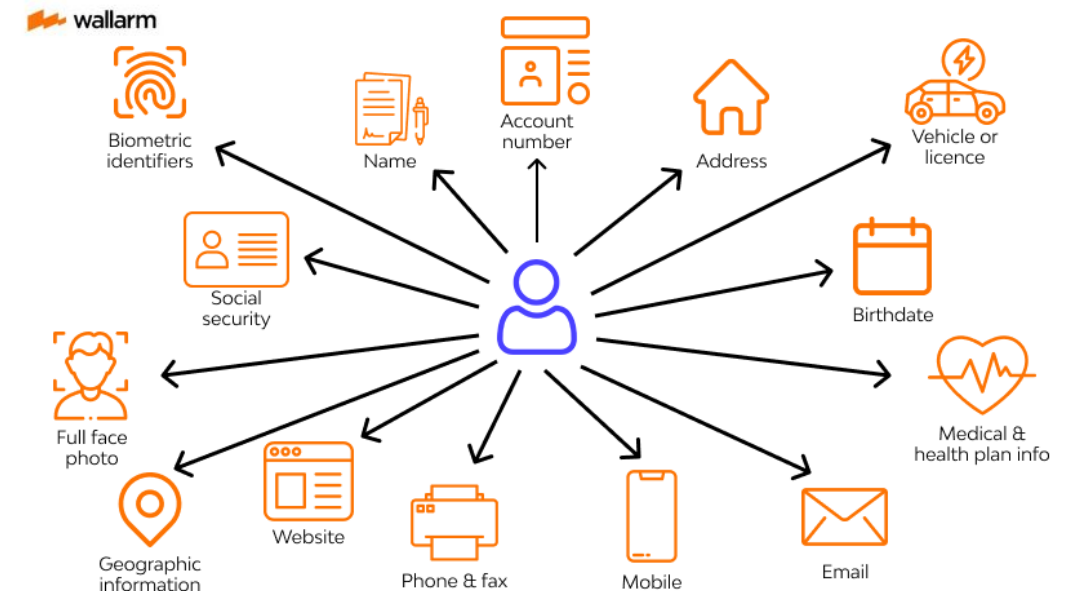 wallarm
Biometric
identifiers
Name
Account
number
Address
Vehicle or
licence
Social
security
Birthdate
Full face
photo
Medical &
health plan info
Geographic
information
Website
Phone & fax
Mobile
Email